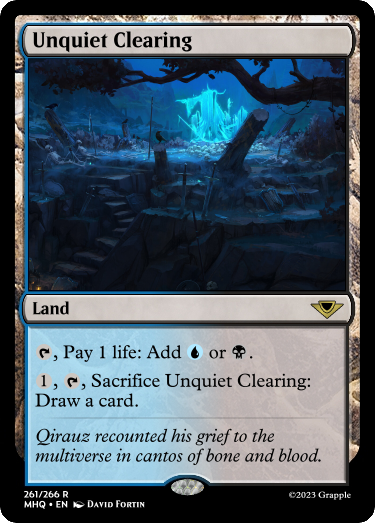 Unquiet Clearing
Land
, Pay 1 life: Add or .
1, , Sacrifice Unquiet Clearing:
Draw a card.
Qirauz recounted his grief to the
multiverse in cantos of bone and blood.
261/266 R
MHQ • EN David Fortin
©2023 Grapple